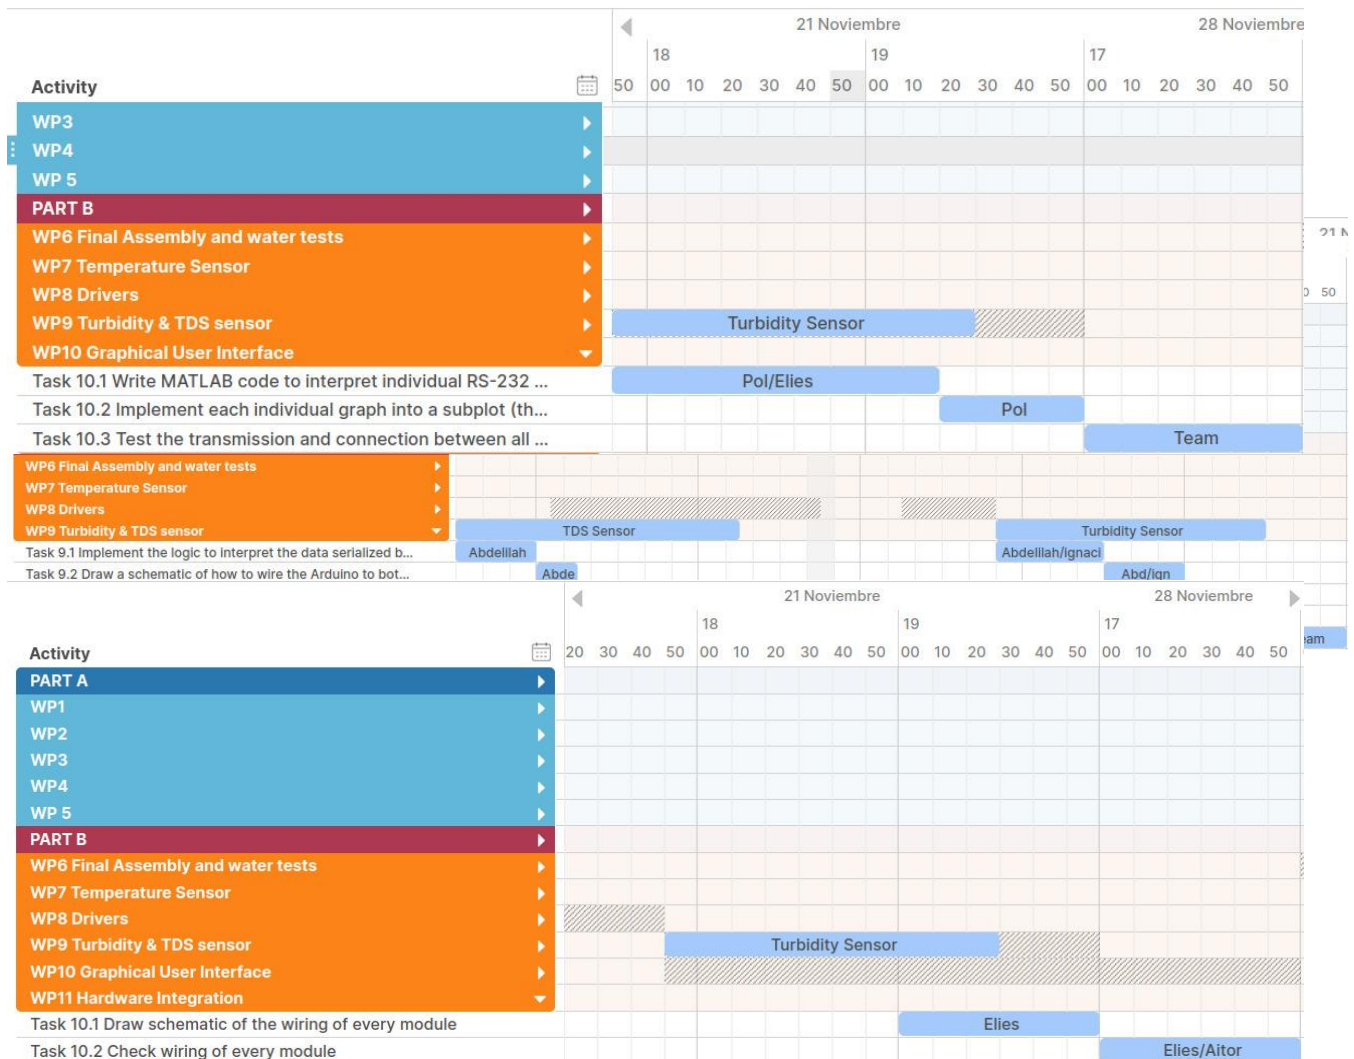 21 Noviembre 28 Noviembre
18 19 17
Activity 50 00 10 20 30 40 50 00 10 20 30 40 50 00 10 20 30 40 50
WP3
WP4
WP 5
PART B
WP6 Final Assembly and water tests
WP7 Temperature Sensor
WP8 Drivers
WP9 Turbidity & TDS sensor Turbidity Sensor
WP10 Graphical User Interface
Task 10.1 Write MATLAB code to interpret individual RS-232 ... Pol/Elies
Task 10.2 Implement each individual graph into a subplot (th... Pol
Task 10.3 Test the transmission and connection between all ... Team
21 N
50
WP6 Final Assembly and water tests
WP7 Temperature Sensor
WP8 Drivers
WP9 Turbidity & TDS sensor TDS Sensor Turbidity Sensor
Task 9.1 Implement the logic to interpret the data serialized b... Abdelilah Abdelilah/ignaci
Task 9.2 Draw a schematic of how to wire the Arduino to bot... Abde Abd/ign
eam
21 Noviembre 28 Noviembre
18 19 17
Activity 20 30 40 50 00 10 20 30 40 50 00 10 20 30 40 50 00 10 20 30 40 50
PART A
WP1
WP2
WP3
WP4
WP 5
PART B
WP6 Final Assembly and water tests
WP7 Temperature Sensor
WP8 Drivers
WP9 Turbidity & TDS sensor Turbidity Sensor
WP10 Graphical User Interface
WP11 Hardware Integration
Task 10.1 Draw schematic of the wiring of every module Elies
Task 10.2 Check wiring of every module Elies/Aitor